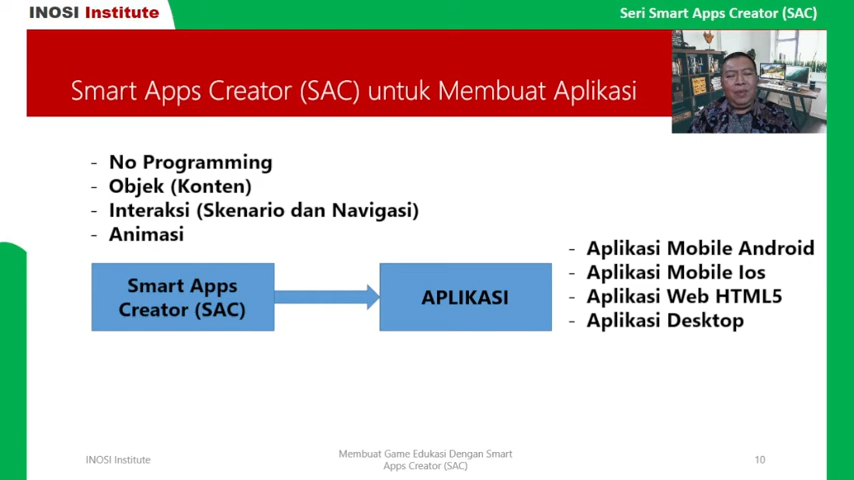 INOSI Institute
Seri Smart Apps Creator (SAC)
Smart Apps Creator (SAC) untuk Membuat Aplikasi
- No Programming
- Objek (Konten)
- Interaksi (Skenario dan Navigasi)
- Animasi
Smart Apps
Creator (SAC)
APLIKASI
- Aplikasi Mobile Android
- Aplikasi Mobile Ios
- Aplikasi Web HTML5
- Aplikasi Desktop
INOSI Institute
Membuat Game Edukasi Dengan Smart
Apps Creator (SAC)
10